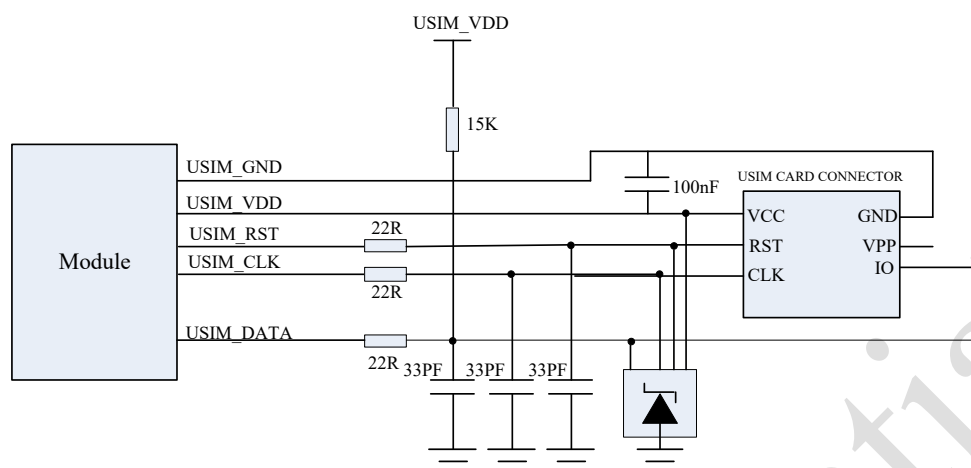 USIM_VDD
15K
USIM_GND
USIM_VDD
USIM_RST
USIM_CLK
USIM_DATA
Module
22R
22R
22R
100nF
USIM CARD CONNECTOR
VCC
GND
RST
VPP
CLK
IO
33PF
33PF
33PF